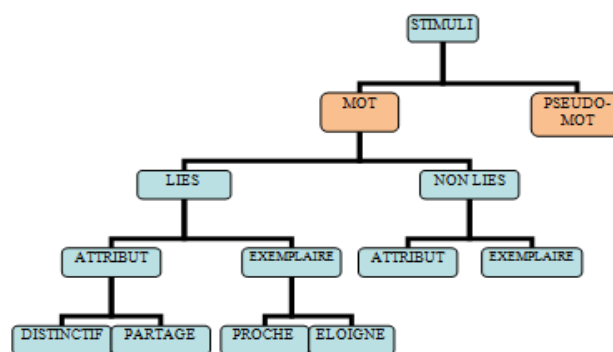 STIMULI
MOT
PSEUDO-
MOT
LIES
NON LIES
ATTRIBUT
EXEMPLAIRE
ATTRIBUT
EXEMPLAIRE
DISTINCTIF
PARTAGE
PROCHE
ELOIGNE